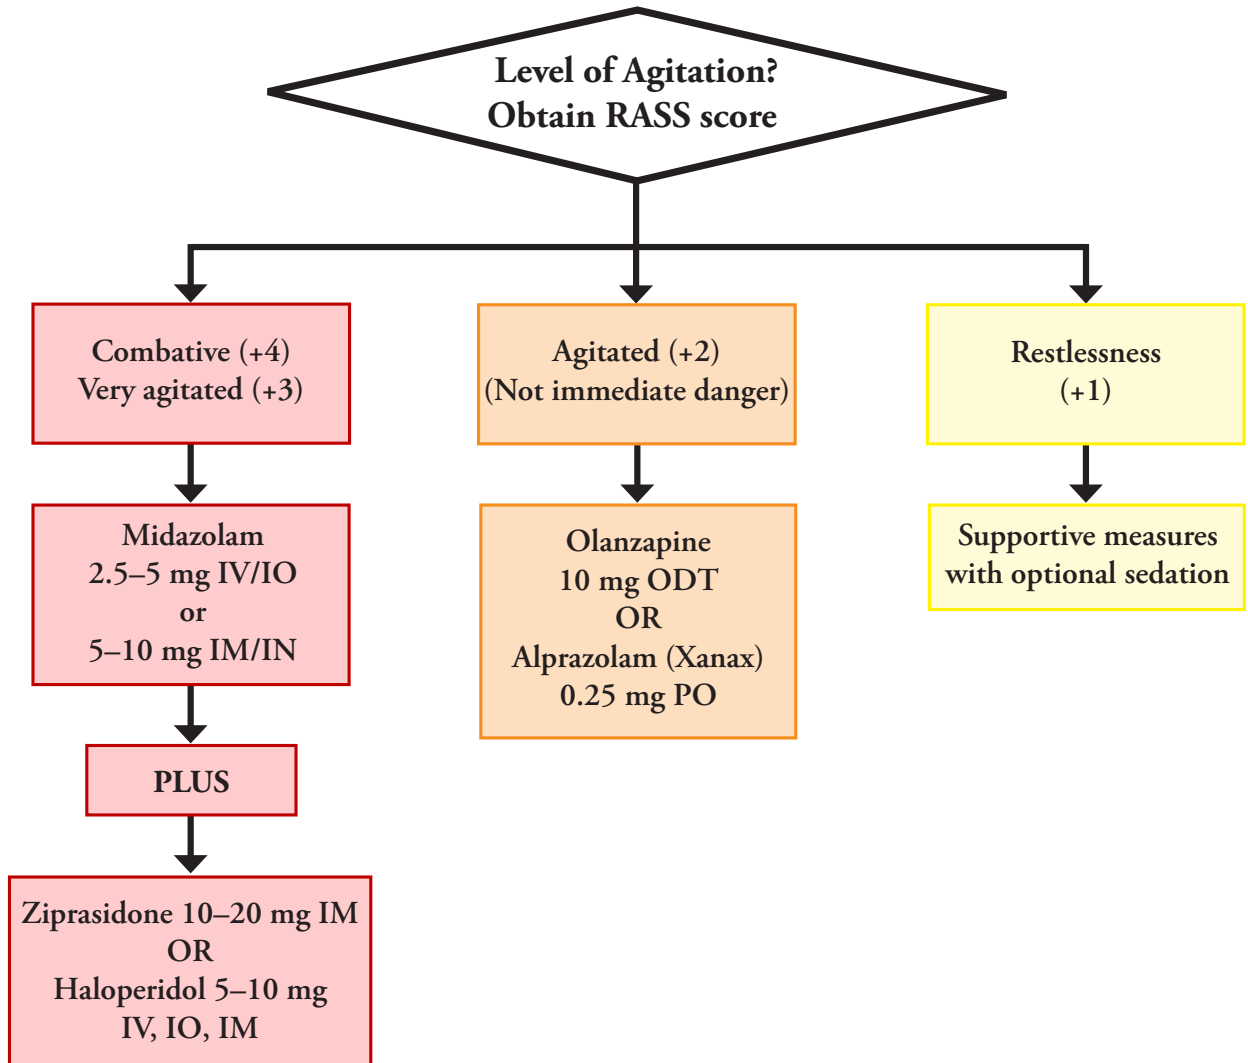 Level of Agitation?
Obtain RASS score
Combative (+4)
Very agitated (+3)
Agitated (+2)
(Not immediate danger)
Restlessness
(+1)
Midazolam
2.5–5 mg IV/IO
or
5–10 mg IM/IN
Olanzapine
10 mg ODT
OR
Alprazolam (Xanax)
0.25 mg PO
Supportive measures
with optional sedation
PLUS
Ziprasidone 10–20 mg IM
OR
Haloperidol 5–10 mg
IV, IO, IM